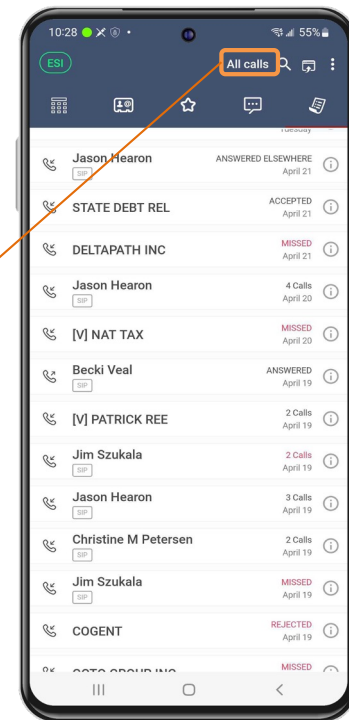 10:28
55%
ESI
All calls
Tuesday
Jason Hearon
ANSWERED ELSEWHERE
SIP
April 21
STATE DEBT REL
ACCEPTED
April 21
DELTAPATH INC
MISSED
April 21
Jason Hearon
4 Calls
SIP
April 20
[V] NAT TAX
MISSED
April 20
Becki Veal
ANSWERED
SIP
April 19
[V] PATRICK REE
2 Calls
April 19
Jim Szukala
2 Calls
SIP
April 19
Jason Hearon
3 Calls
SIP
April 19
Christine M Petersen
2 Calls
SIP
April 19
Jim Szukala
MISSED
SIP
April 19
COGENT
REJECTED
April 19
MISSED